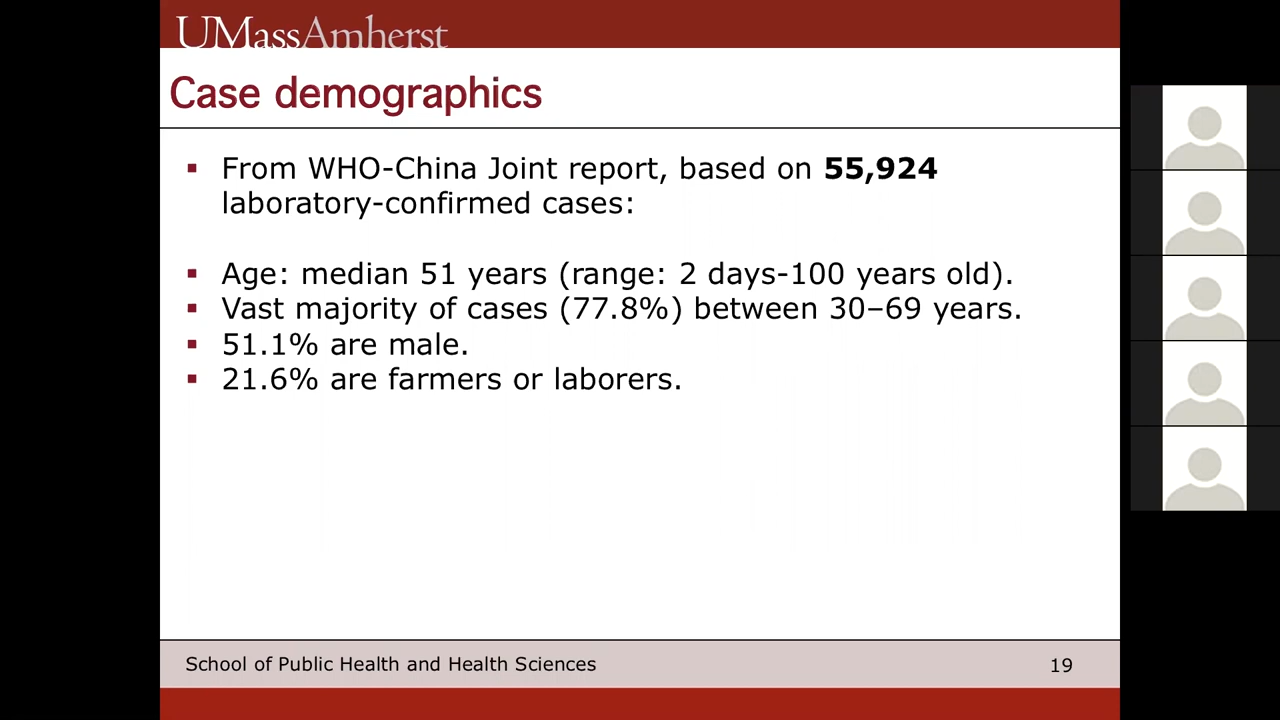 UMassAmherst
Case demographics
From WHO-China Joint report, based on 55,924
laboratory-confirmed cases:
Age: median 51 years (range: 2 days-100 years old).
Vast majority of cases (77.8%) between 30–69 years.
51.1% are male.
21.6% are farmers or laborers.
School of Public Health and Health Sciences
19